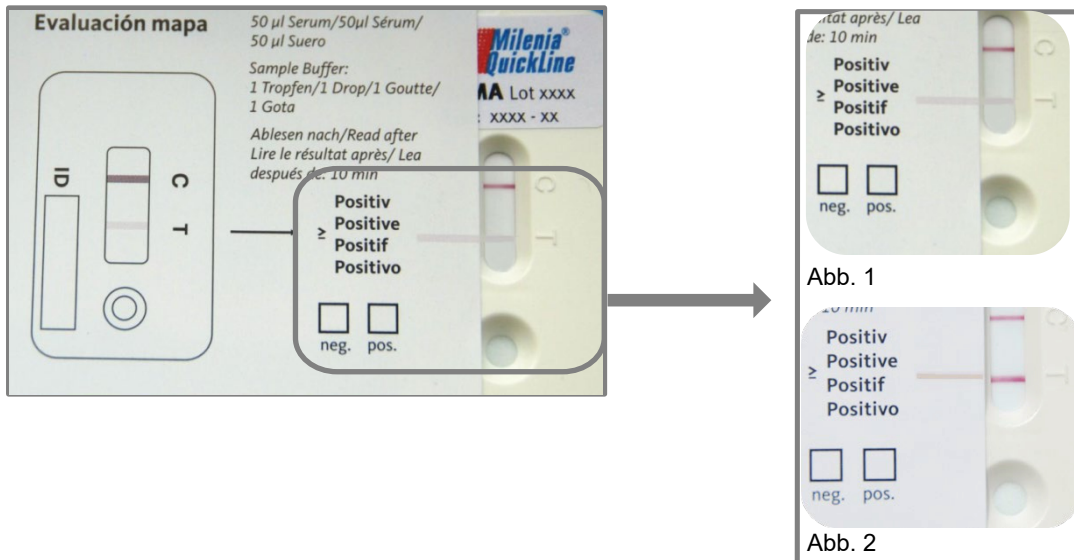 Evaluación mapa
50 µl Serum/50µl Sérum/
50 µl Suero
Sample Buffer:
1 Tropfen/1 Drop/1 Goutte/
1 Gota
Ablesen nach/Read after
Lire le résultat après/ Lea
después de: 10 min
ID
C
T
≥
Positiv
Positive
Positif
Positivo
neg. pos.
Milenia®
QuickLine
MA Lot xxxx
: xxxx - xx
C
T
ltat après/ Lea
de: 10 min
≥
Positiv
Positive
Positif
Positivo
neg. pos.
C
T
Abb. 1
10 min
≥
Positiv
Positive
Positif
Positivo
neg. pos.
C
T
Abb. 2